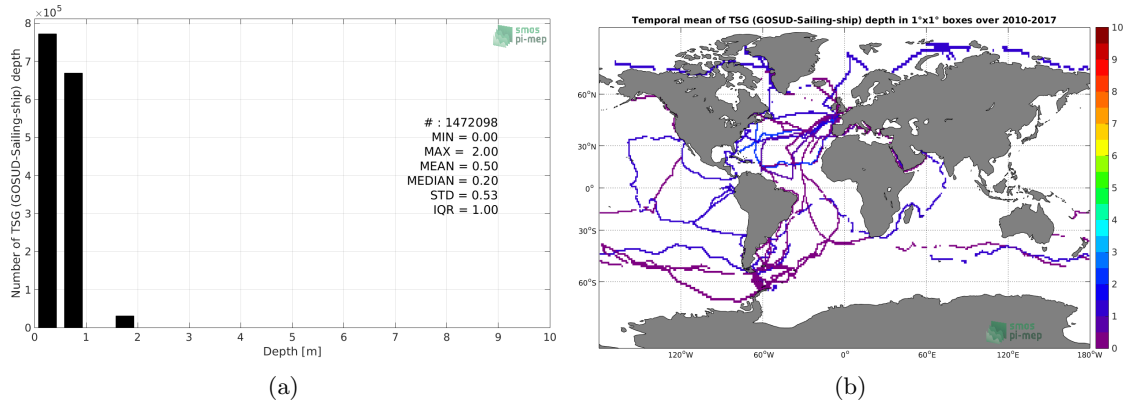 8
×10⁵
7
6
5
4
3
2
1
0
Number of TSG (GOSUD-Sailing-ship) depth
smos
pi-mep
# : 1472098
MIN = 0.00
MAX = 2.00
MEAN = 0.50
MEDIAN = 0.20
STD = 0.53
IQR = 1.00
0 1 2 3 4 5 6 7 8 9 10
Depth [m]
(a)
Temporal mean of TSG (GOSUD-Sailing-ship) depth in 1°x1° boxes over 2010-2017
60°N
30°N
15°N
0°
15°S
30°S
60°S
120°W 60°W 0° 60°E 120°E 180°W
smos
pi-mep
10
9
8
7
6
5
4
3
2
1
0
(b)